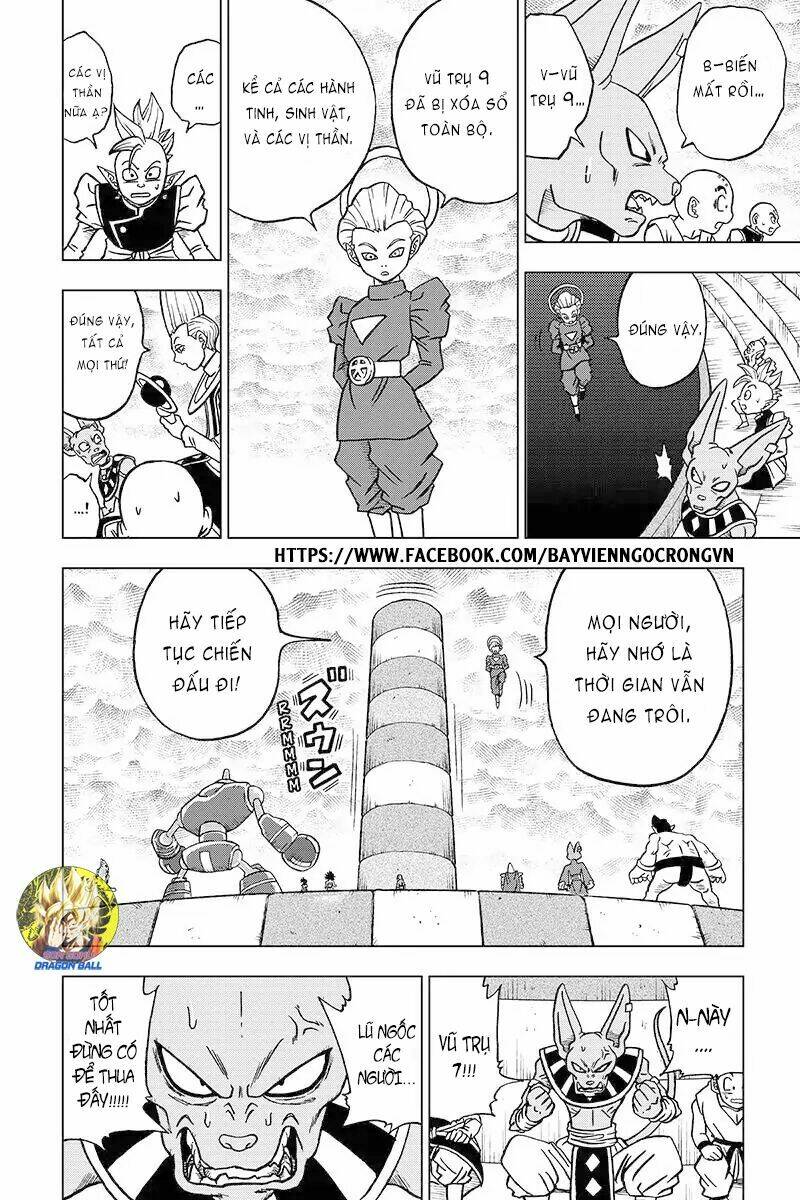 B-BIẾN
MẤT RỒI...
V-VŨ
TRỤ 9...
VŨ TRỤ 9
ĐÃ BỊ XÓA SỔ
TOÀN BỘ.
KỂ CẢ CÁC HÀNH
TINH, SINH VẬT,
VÀ CÁC VỊ THẦN.
CÁC
...
CÁC VỊ
THẦN
NỮA Ạ?
ĐÚNG VẬY.
ĐÚNG VẬY,
TẤT CẢ
MỌI THỨ!
...!
HTTPS://WWW.FACEBOOK.COM/BAYVIENNGOCRONGVN
MỌI NGƯỜI,
HÃY NHỚ LÀ
THỜI GIAN VẪN
ĐANG TRÔI.
HÃY TIẾP
TỤC CHIẾN
ĐẤU ĐI!
ズウン
RRMMMM
DRAGON BALL
N-NÀY
....
VŨ TRỤ
7!!!
LŨ NGỐC
CÁC
NGƯƠI...
TỐT
NHẤT
ĐỪNG CÓ
ĐỂ THUA
ĐẤY!!!!!